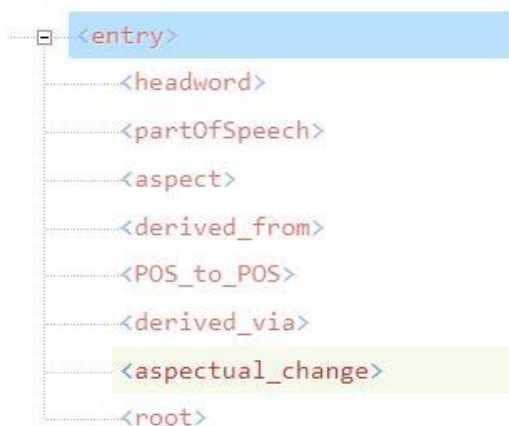 <entry>
<headword>
<partOfSpeech>
<aspect>
<derived_from>
<POS_to_POS>
<derived_via>
<aspectual_change>
<root>